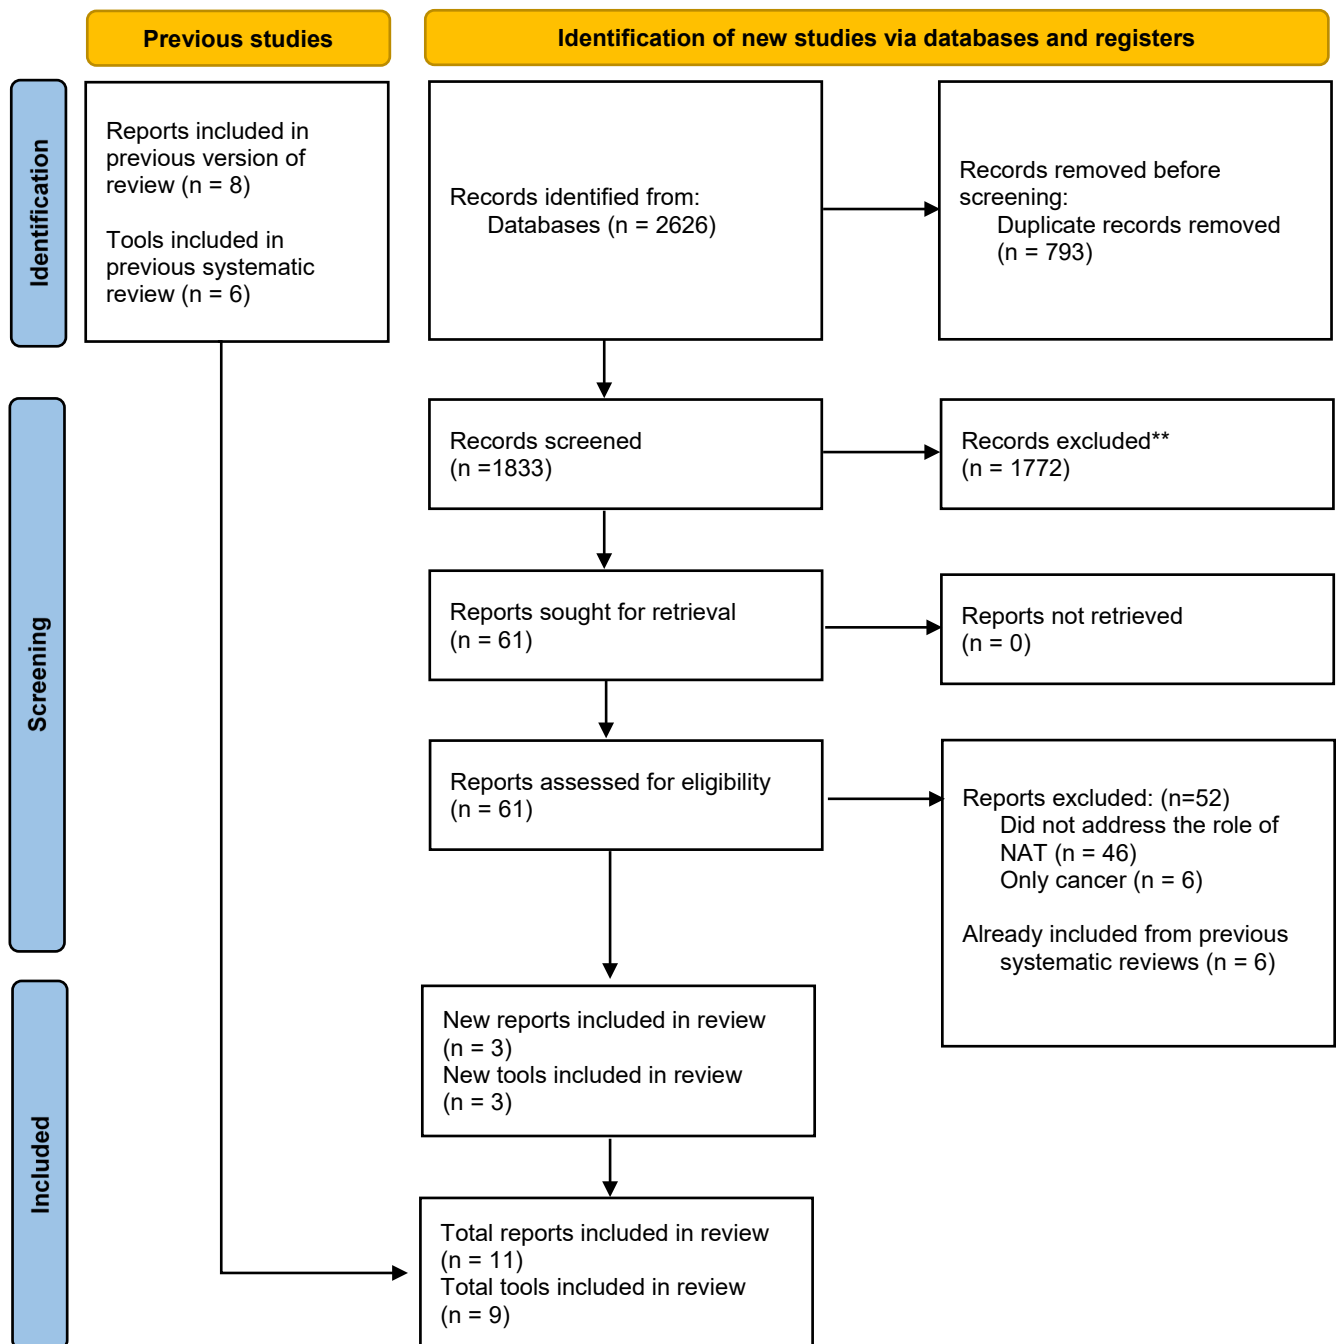 Previous studies
Identification of new studies via databases and registers
Identification
Reports included in
previous version of
review (n = 8)
Tools included in
previous systematic
review (n = 6)
Records identified from:
Databases (n = 2626)
Records removed before
screening:
Duplicate records removed
(n = 793)
Screening
Records screened
(n =1833)
Records excluded**
(n = 1772)
Reports sought for retrieval
(n = 61)
Reports not retrieved
(n = 0)
Reports assessed for eligibility
(n = 61)
Reports excluded: (n=52)
Did not address the role of
NAT (n = 46)
Only cancer (n = 6)
Already included from previous
systematic reviews (n = 6)
Included
New reports included in review
(n = 3)
New tools included in review
(n = 3)
Total reports included in review
(n = 11)
Total tools included in review
(n = 9)